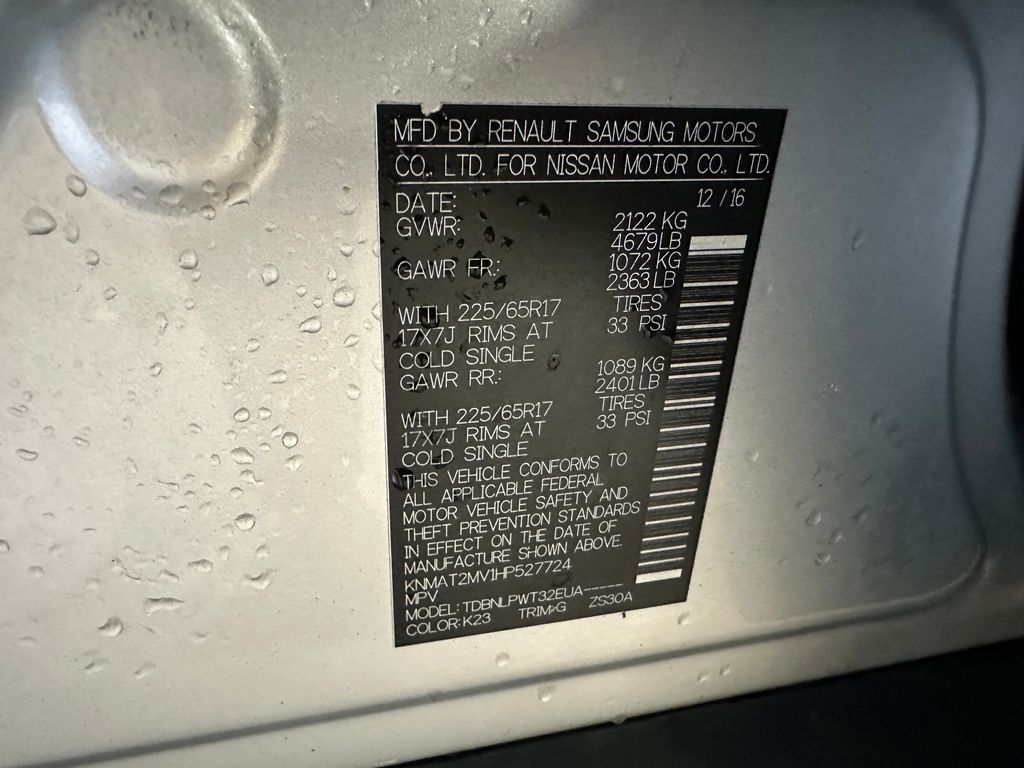 MFD BY RENAULT SAMSUNG MOTORS
CO., LTD. FOR NISSAN MOTOR CO., LTD.
DATE: 12 / 16
GVWR: 2122 KG
4679 LB
GAWR FR.: 1072 KG
2363 LB
WITH 225/65R17 TIRES
17X7J RIMS AT 33 PSI
COLD SINGLE
GAWR RR.: 1089 KG
2401 LB
WITH 225/65R17 TIRES
17X7J RIMS AT 33 PSI
COLD SINGLE
THIS VEHICLE CONFORMS TO
ALL APPLICABLE FEDERAL
MOTOR VEHICLE SAFETY AND
THEFT PREVENTION STANDARDS
IN EFFECT ON THE DATE OF
MANUFACTURE SHOWN ABOVE.
KNMAT2MV1HP527724
MPV
MODEL: TDBNLPWT32EUA-----
COLOR: K23 TRIM: G ZS30A